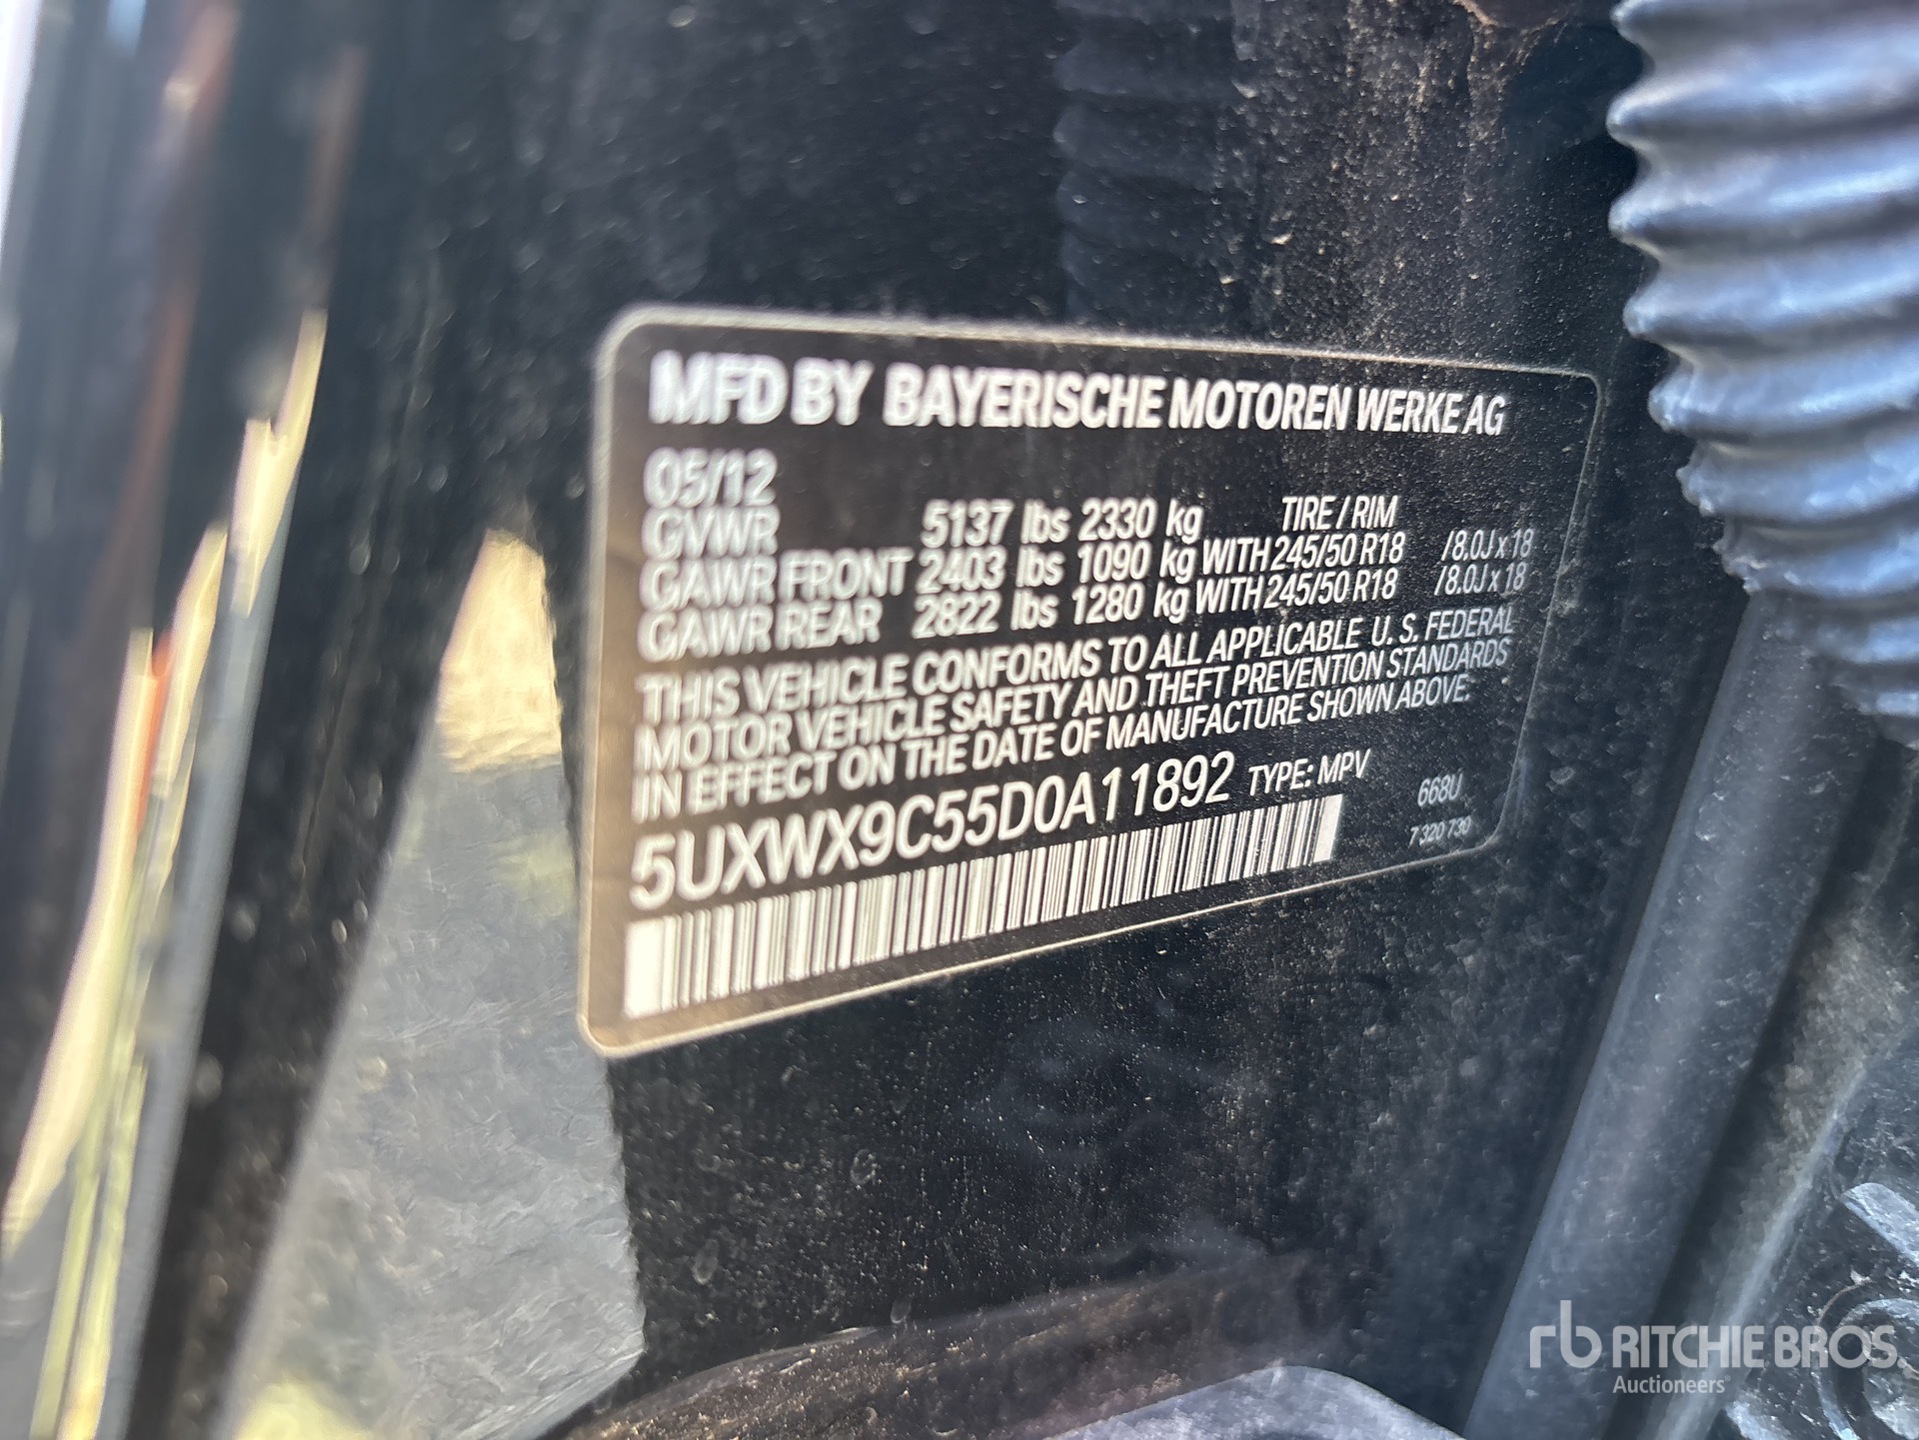 MFD BY BAYERISCHE MOTOREN WERKE AG
05/12
GVWR 5137 lbs 2330 kg TIRE / RIM
GAWR FRONT 2403 lbs 1090 kg WITH 245/50 R18 /8.0J x 18
GAWR REAR 2822 lbs 1280 kg WITH 245/50 R18 /8.0J x 18
THIS VEHICLE CONFORMS TO ALL APPLICABLE U. S. FEDERAL
MOTOR VEHICLE SAFETY AND THEFT PREVENTION STANDARDS
IN EFFECT ON THE DATE OF MANUFACTURE SHOWN ABOVE.
5UXWX9C55D0A11892 TYPE: MPV 668U
7 320 730
rb RITCHIE BROS.
Auctioneers